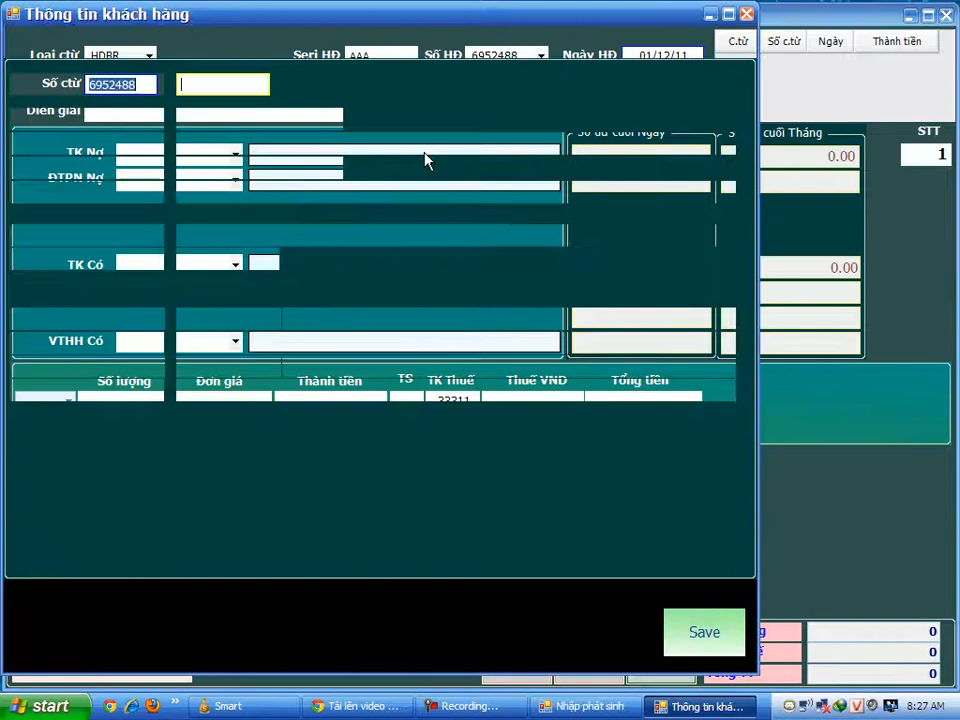 Thông tin khách hàng
Loại ctừ HDBR Seri HĐ AAA Số HĐ 6952488 Ngày HĐ 01/12/11
C.từ Số c.từ Ngày Thành tiền
Số ctừ 6952488
Diễn giải
Số dư cuối Ngày
S cuối Tháng
STT
TK Nợ
0.00
1
ĐTPN Nợ
TK Có
0.00
VTHH Có
Số lượng Đơn giá Thành tiền TS TK Thuế Thuế VND Tổng tiền
33311
Save
0
0
0
start
Smart
Tải lên video ...
Recording...
Nhập phát sinh
Thông tin khá...
8:27 AM